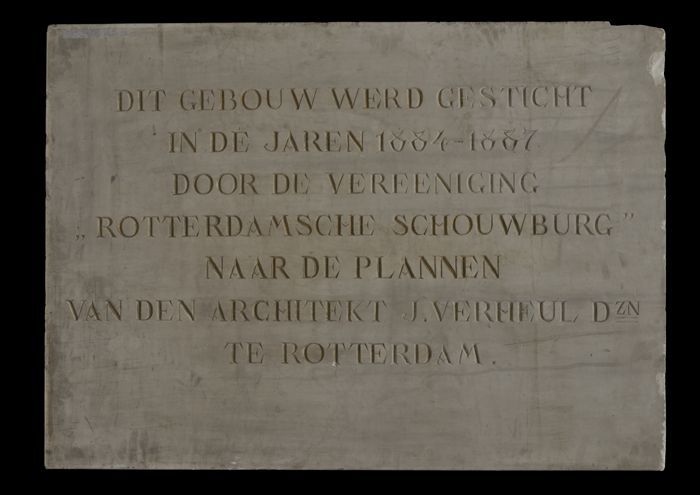 DIT GEBOUW WERD GESTICHT
IN DE JAREN 1884-1887
DOOR DE VEREENIGING
„ROTTERDAMSCHE SCHOUWBURG”
NAAR DE PLANNEN
VAN DEN ARCHITEKT J. VERHEUL DZN
TE ROTTERDAM.